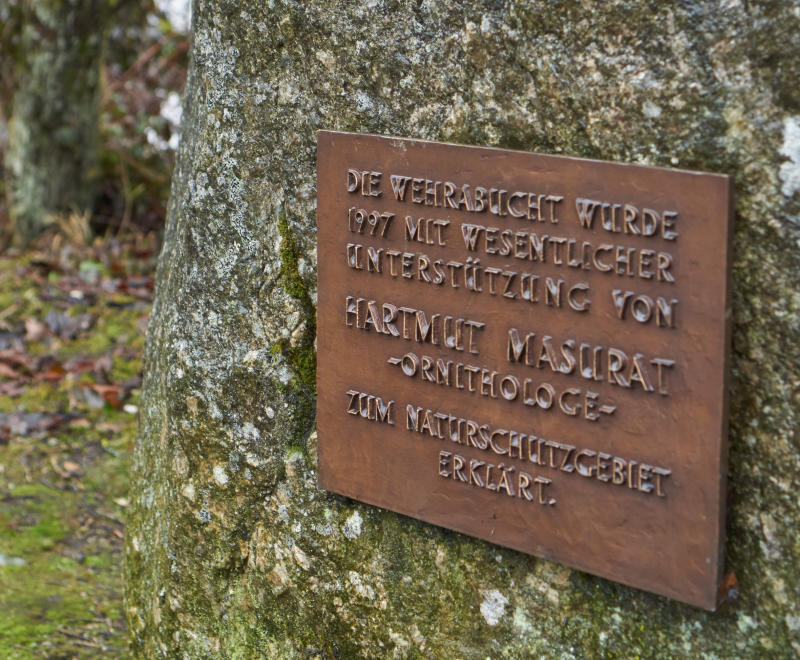 DIE WEHRABUCHT WURDE
1997 MIT WESENTLICHER
UNTERSTÜTZUNG VON
HARTMUT MASURAT
-ORNITHOLOGE-
ZUM NATURSCHUTZGEBIET
ERKLÄRT.